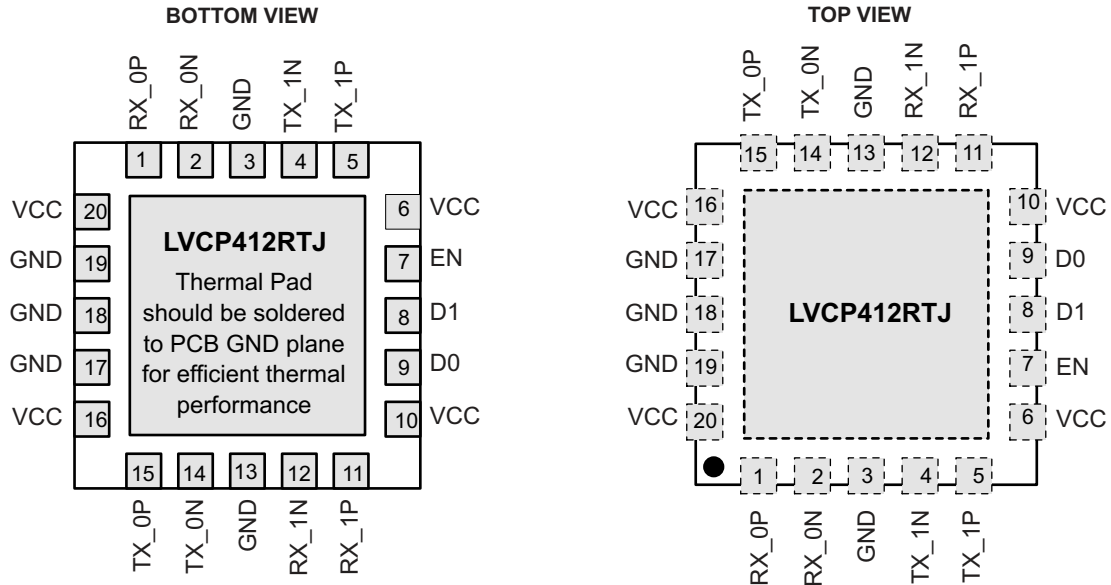 BOTTOM VIEW
RX_0P
RX_0N
GND
TX_1N
TX_1P
1 2 3 4 5
VCC 20
GND 19
GND 18
GND 17
VCC 16
LVCP412RTJ
Thermal Pad
should be soldered
to PCB GND plane
for efficient thermal
performance
6 VCC
7 EN
8 D1
9 D0
10 VCC
15 14 13 12 11
TX_0P
TX_0N
GND
RX_1N
RX_1P
TOP VIEW
TX_0P
TX_0N
GND
RX_1N
RX_1P
15 14 13 12 11
VCC 16
GND 17
GND 18
GND 19
VCC 20
LVCP412RTJ
10 VCC
9 D0
8 D1
7 EN
6 VCC
1 2 3 4 5
RX_0P
RX_0N
GND
TX_1N
TX_1P